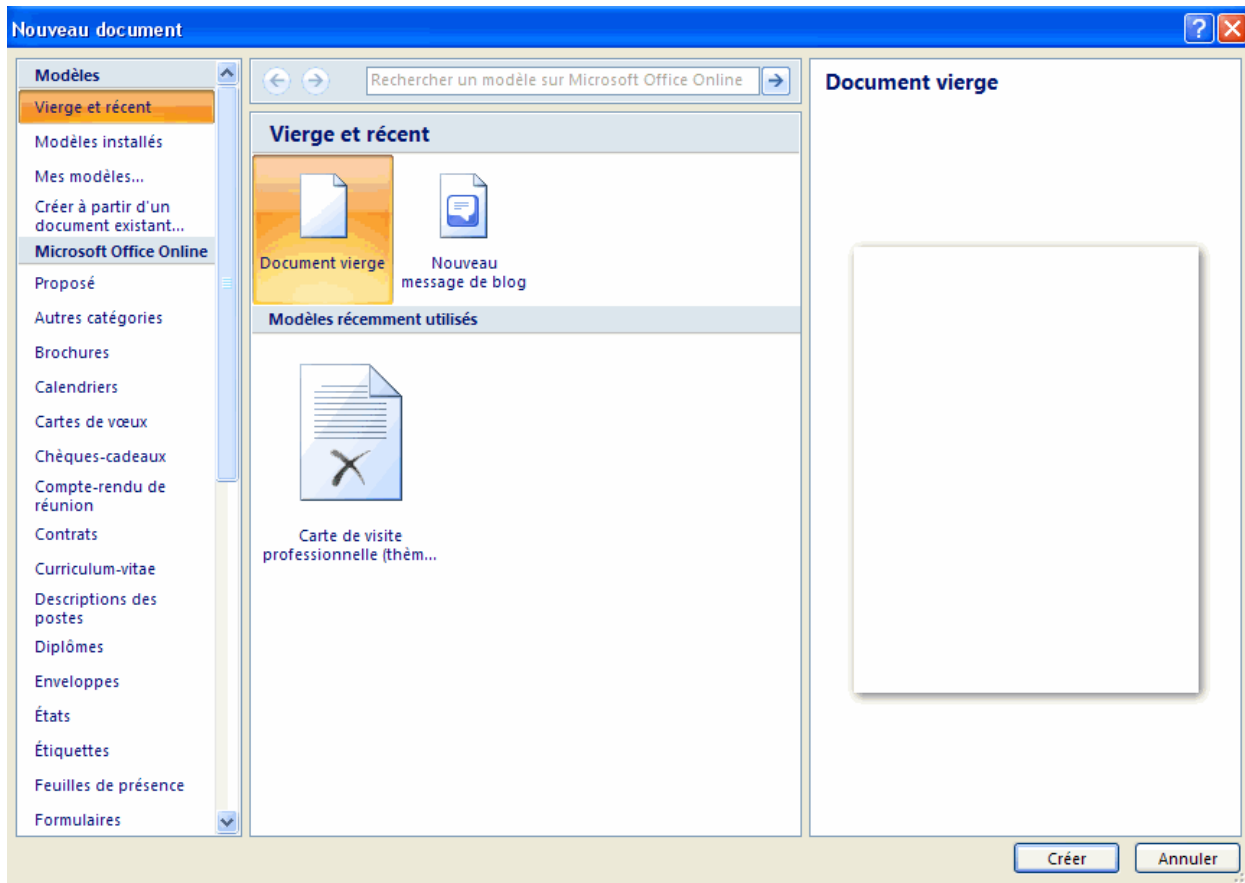 Nouveau document
Modèles
Vierge et récent
Modèles installés
Mes modèles...
Créer à partir d'un
document existant...
Microsoft Office Online
Proposé
Autres catégories
Brochures
Calendriers
Cartes de vœux
Chèques-cadeaux
Compte-rendu de
réunion
Contrats
Curriculum-vitae
Descriptions des
postes
Diplômes
Enveloppes
États
Étiquettes
Feuilles de présence
Formulaires
Rechercher un modèle sur Microsoft Office Online
Vierge et récent
Document vierge
Nouveau
message de blog
Modèles récemment utilisés
Carte de visite
professionnelle (thèm...
Document vierge
Créer
Annuler